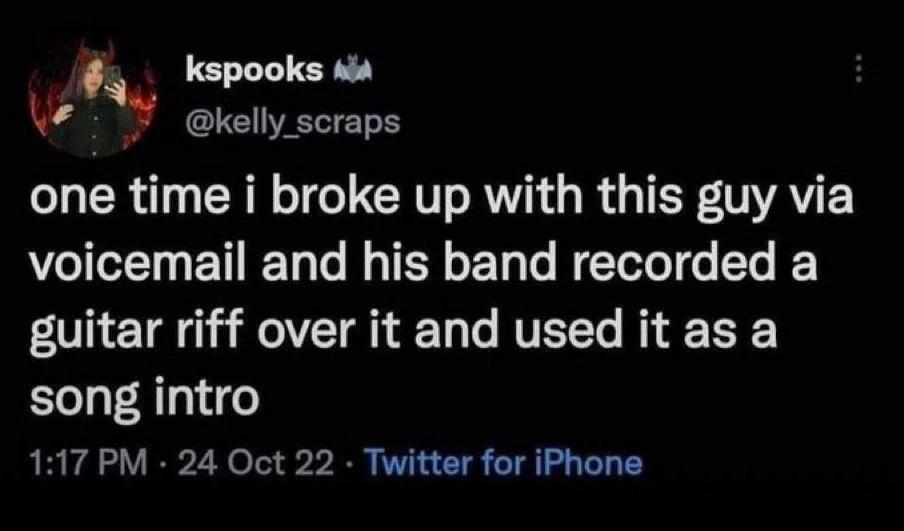 kspooks 🦇
@kelly_scraps
one time i broke up with this guy via
voicemail and his band recorded a
guitar riff over it and used it as a
song intro
1:17 PM · 24 Oct 22 · Twitter for iPhone